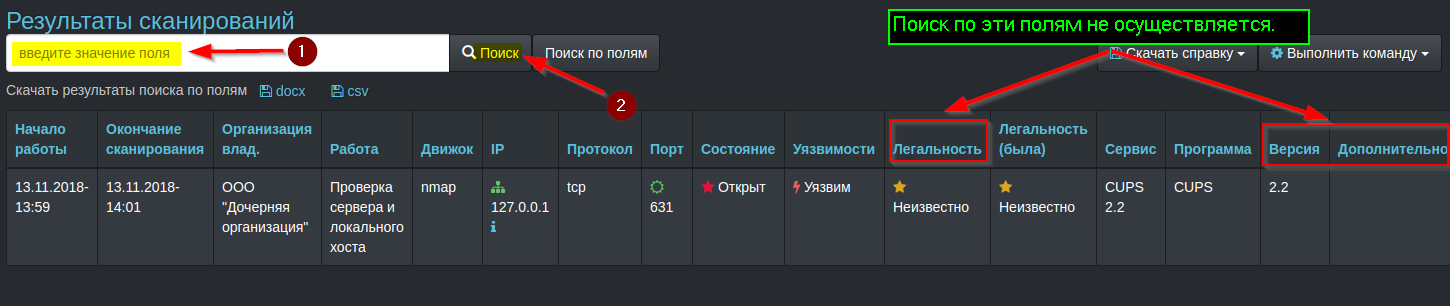 Результаты сканирований
Поиск по эти полям не осуществляется.
введите значение поля
1
Поиск
Поиск по полям
Скачать справку
Выполнить команду
2
Скачать результаты поиска по полям docx csv
Начало работы
Окончание сканирования
Организация влад.
Работа
Движок
IP
Протокол
Порт
Состояние
Уязвимости
Легальность
Легальность (была)
Сервис
Программа
Версия
Дополнительно
13.11.2018-
13:59
13.11.2018-
14:01
ООО
"Дочерняя
организация"
Проверка
сервера и
локального
хоста
nmap
127.0.0.1
tcp
631
Открыт
Уязвим
Неизвестно
Неизвестно
CUPS
2.2
CUPS
2.2